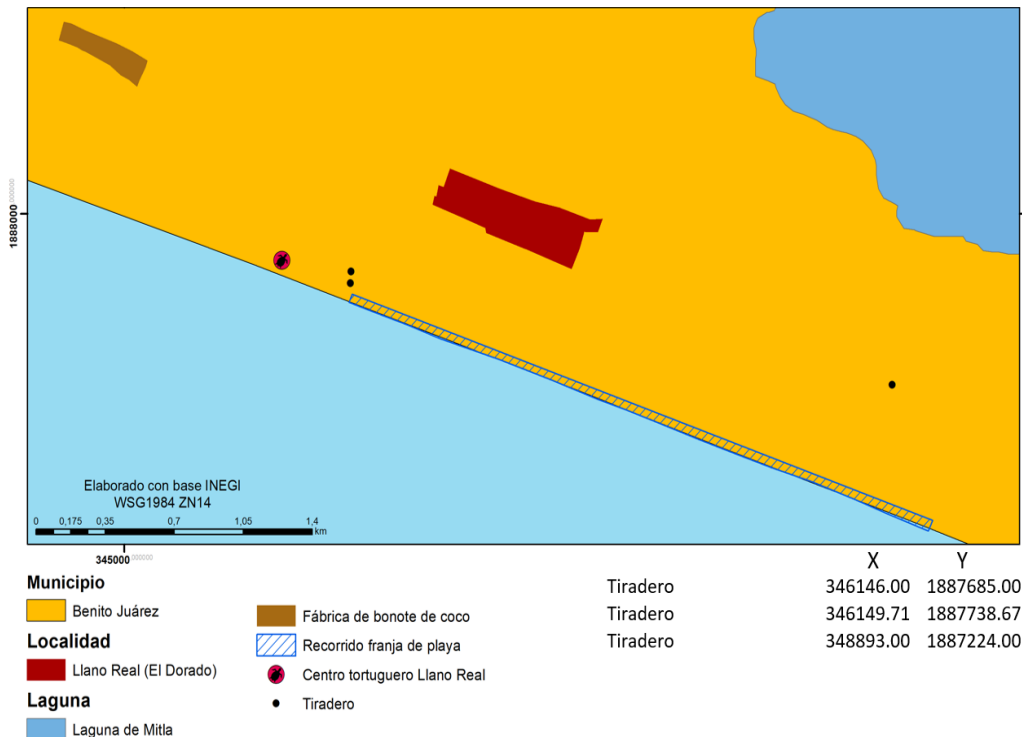 1888000.000000
Elaborado con base INEGI
WSG1984 ZN14
0 0,175 0,35 0,7 1,05 1,4
km
345000.000000
X Y
Municipio
Benito Juárez
Localidad
Llano Real (El Dorado)
Laguna
Laguna de Mitla
Fábrica de bonote de coco
Recorrido franja de playa
Centro tortuguero Llano Real
Tiradero
Tiradero 346146.00 1887685.00
Tiradero 346149.71 1887738.67
Tiradero 348893.00 1887224.00